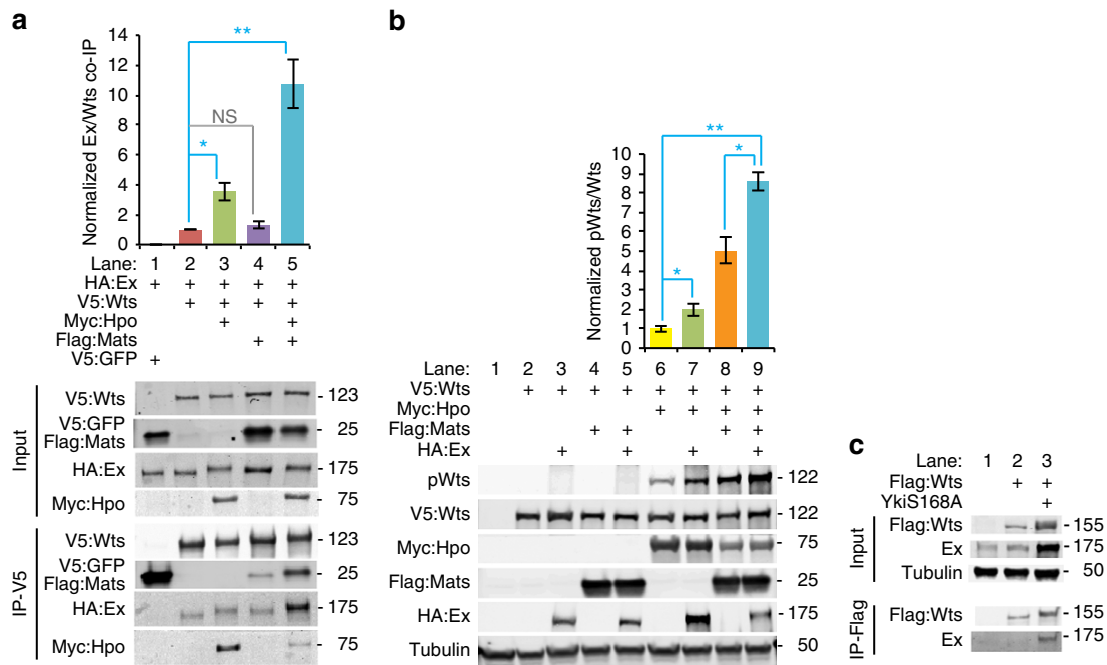 a
Normalized Ex/Wts co-IP
14
12
10
8
6
4
2
0
**
NS
*
Lane: 1 2 3 4 5
HA:Ex + + + + +
V5:Wts + + + +
Myc:Hpo + +
Flag:Mats + +
V5:GFP +
Input
V5:Wts - 123
V5:GFP
Flag:Mats - 25
HA:Ex - 175
Myc:Hpo - 75
IP-V5
V5:Wts - 123
V5:GFP
Flag:Mats - 25
HA:Ex - 175
Myc:Hpo - 75
b
Normalized pWts/Wts
10
9
8
7
6
5
4
3
2
1
0
**
*
*
Lane: 1 2 3 4 5 6 7 8 9
V5:Wts + + + + + + + +
Myc:Hpo + + + +
Flag:Mats + + + +
HA:Ex + + + +
pWts - 122
V5:Wts - 122
Myc:Hpo - 75
Flag:Mats - 25
HA:Ex - 175
Tubulin - 50
c
Lane: 1 2 3
Flag:Wts + +
YkiS168A +
Input
Flag:Wts - 155
Ex - 175
Tubulin - 50
IP-Flag
Flag:Wts - 155
Ex - 175